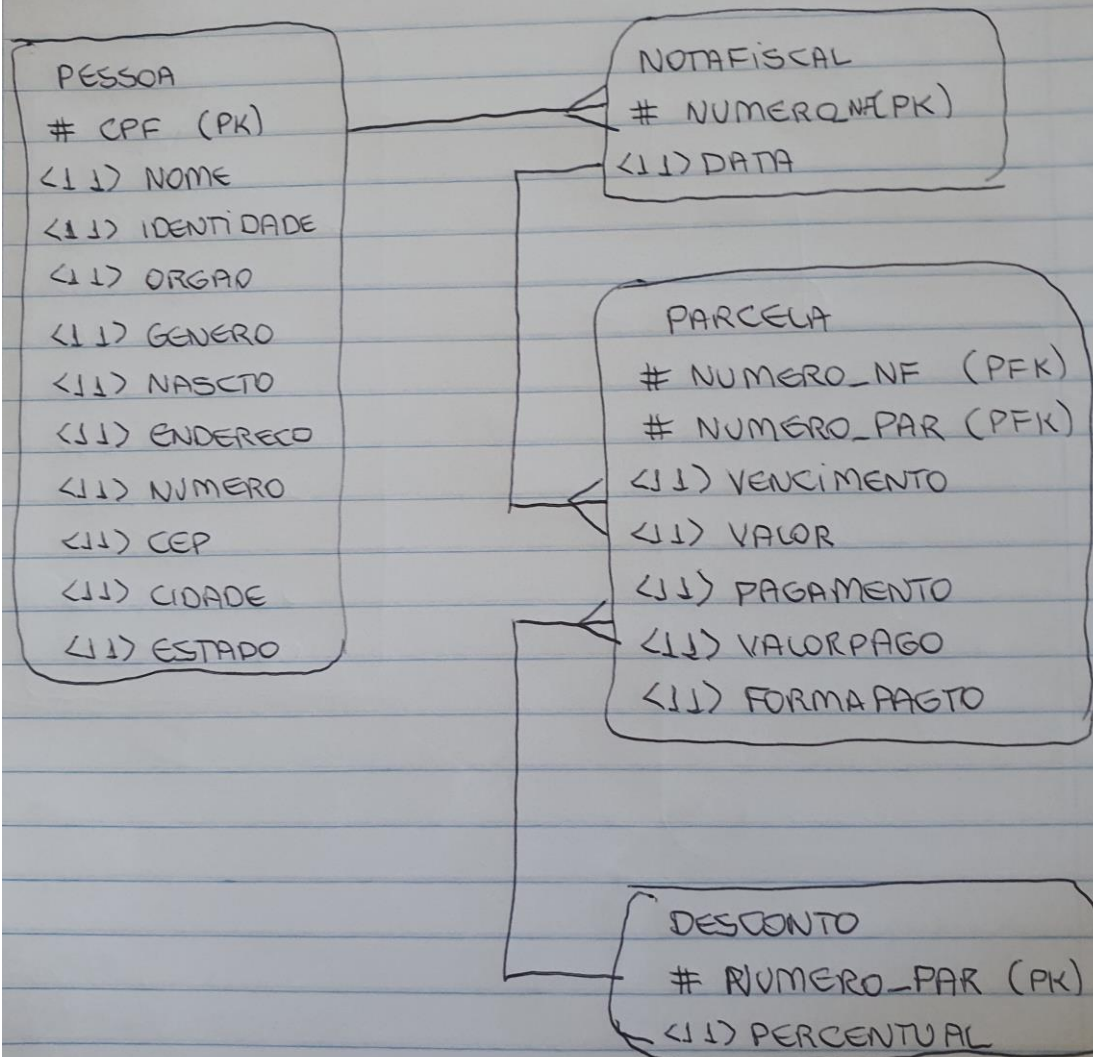 PESSOA
# CPF (PK)
<11> NOME
<11> IDENTIDADE
<11> ORGAO
<11> GENERO
<11> NASCTO
<11> ENDERECO
<11> NUMERO
<11> CEP
<11> CIDADE
<11> ESTADO
NOTAFISCAL
# NUMERO_NF(PK)
<11> DATA
PARCELA
# NUMERO_NF (PFK)
# NUMERO_PAR (PFK)
<11> VENCIMENTO
<11> VALOR
<11> PAGAMENTO
<11> VALORPAGO
<11> FORMAPAGTO
DESCONTO
# NUMERO_PAR (PK)
<11> PERCENTUAL